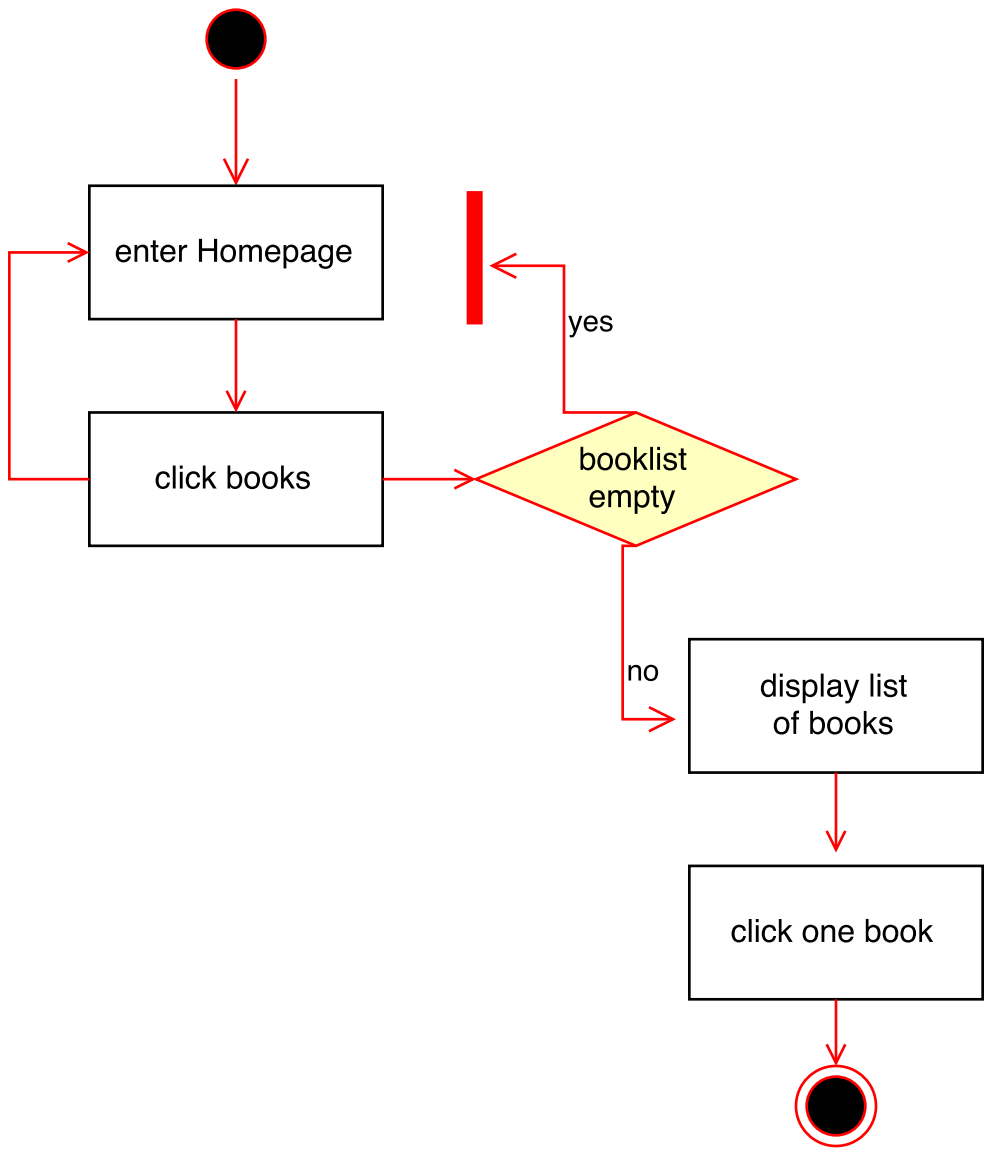 enter Homepage
yes
click books
booklist
empty
no
display list
of books
click one book